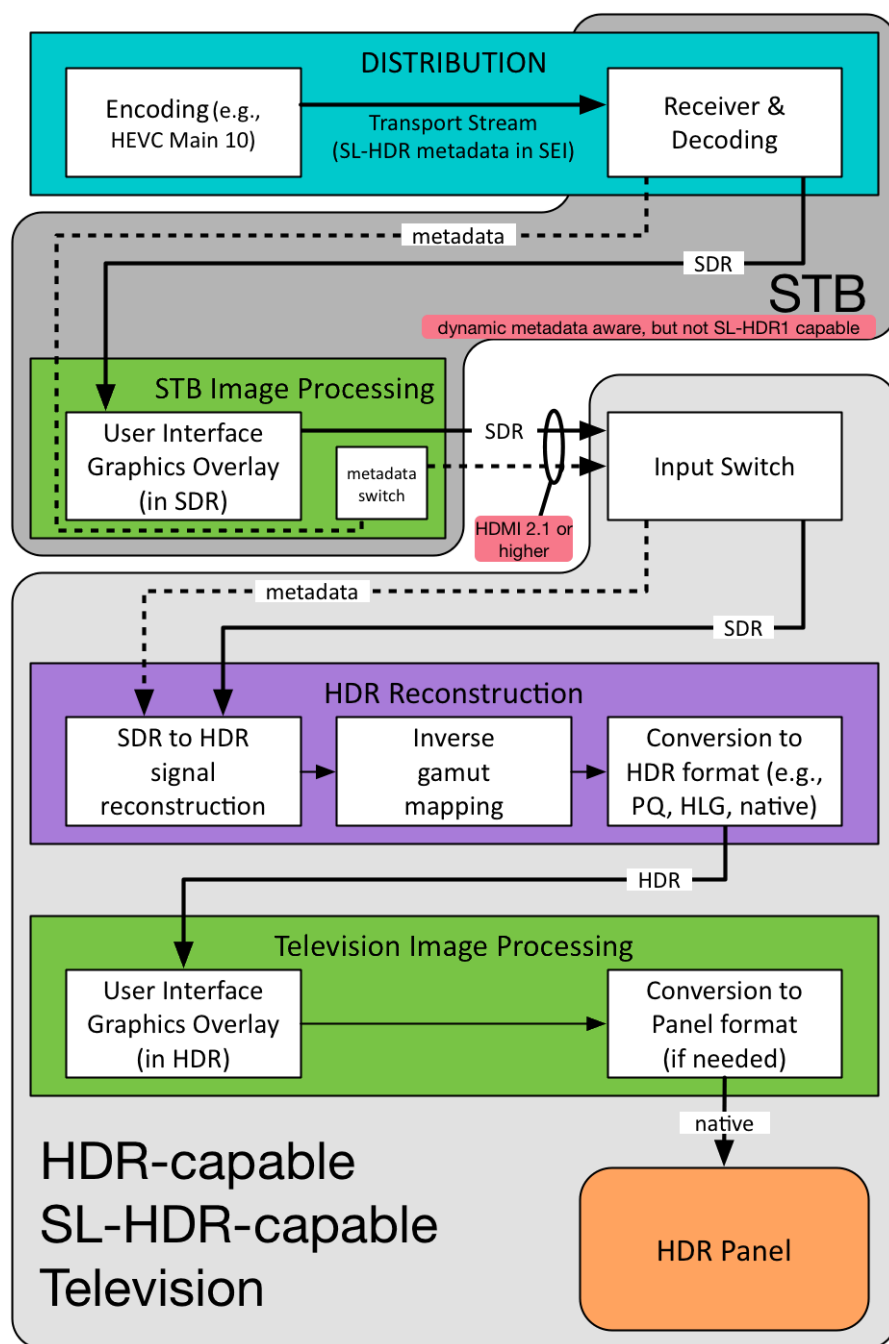 DISTRIBUTION
Encoding (e.g.,
HEVC Main 10)
Transport Stream
(SL-HDR metadata in SEI)
Receiver &
Decoding
metadata
SDR
STB
dynamic metadata aware, but not SL-HDR1 capable
STB Image Processing
User Interface
Graphics Overlay
(in SDR)
metadata
switch
SDR
HDMI 2.1 or
higher
Input Switch
metadata
SDR
HDR Reconstruction
SDR to HDR
signal
reconstruction
Inverse
gamut
mapping
Conversion to
HDR format (e.g.,
PQ, HLG, native)
HDR
Television Image Processing
User Interface
Graphics Overlay
(in HDR)
Conversion to
Panel format
(if needed)
native
HDR-capable
SL-HDR-capable
Television
HDR Panel